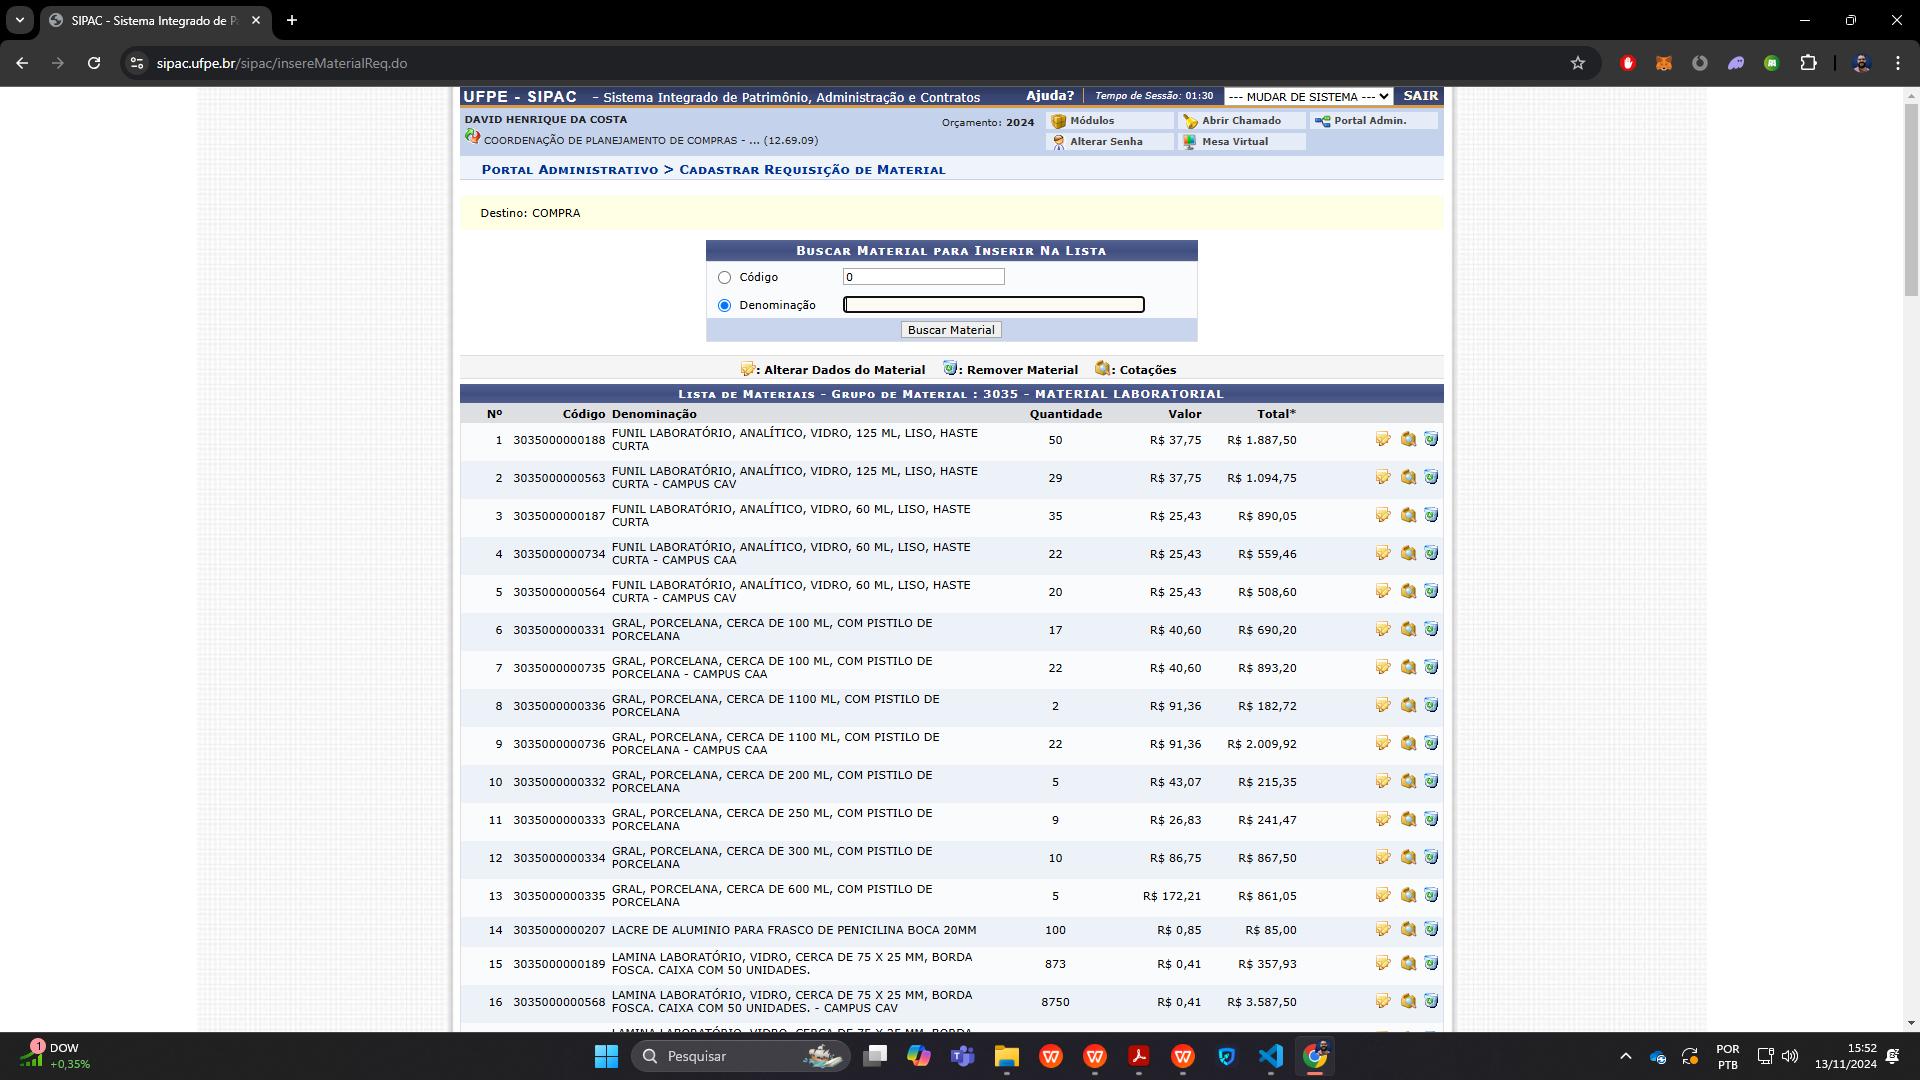 SIPAC - Sistema Integrado de P
sipac.ufpe.br/sipac/insereMaterialReq.do
UFPE - SIPAC - Sistema Integrado de Patrimônio, Administração e Contratos Ajuda? Tempo de Sessão: 01:30 --- MUDAR DE SISTEMA --- SAIR
DAVID HENRIQUE DA COSTA
COORDENAÇÃO DE PLANEJAMENTO DE COMPRAS - ... (12.69.09)
Orçamento: 2024
Módulos Abrir Chamado Portal Admin.
Alterar Senha Mesa Virtual
Portal Administrativo > Cadastrar Requisição de Material
Destino: COMPRA
Buscar Material para Inserir Na Lista
Código 0
Denominação
Buscar Material
: Alterar Dados do Material : Remover Material : Cotações
Lista de Materiais - Grupo de Material : 3035 - MATERIAL LABORATORIAL
Nº Código Denominação Quantidade Valor Total*
1 3035000000188 FUNIL LABORATÓRIO, ANALÍTICO, VIDRO, 125 ML, LISO, HASTE
CURTA 50 R$ 37,75 R$ 1.887,50
2 3035000000563 FUNIL LABORATÓRIO, ANALÍTICO, VIDRO, 125 ML, LISO, HASTE
CURTA - CAMPUS CAV 29 R$ 37,75 R$ 1.094,75
3 3035000000187 FUNIL LABORATÓRIO, ANALÍTICO, VIDRO, 60 ML, LISO, HASTE
CURTA 35 R$ 25,43 R$ 890,05
4 3035000000734 FUNIL LABORATÓRIO, ANALÍTICO, VIDRO, 60 ML, LISO, HASTE
CURTA - CAMPUS CAA 22 R$ 25,43 R$ 559,46
5 3035000000564 FUNIL LABORATÓRIO, ANALÍTICO, VIDRO, 60 ML, LISO, HASTE
CURTA - CAMPUS CAV 20 R$ 25,43 R$ 508,60
6 3035000000331 GRAL, PORCELANA, CERCA DE 100 ML, COM PISTILO DE
PORCELANA 17 R$ 40,60 R$ 690,20
7 3035000000735 GRAL, PORCELANA, CERCA DE 100 ML, COM PISTILO DE
PORCELANA - CAMPUS CAA 22 R$ 40,60 R$ 893,20
8 3035000000336 GRAL, PORCELANA, CERCA DE 1100 ML, COM PISTILO DE
PORCELANA 2 R$ 91,36 R$ 182,72
9 3035000000736 GRAL, PORCELANA, CERCA DE 1100 ML, COM PISTILO DE
PORCELANA - CAMPUS CAA 22 R$ 91,36 R$ 2.009,92
10 3035000000332 GRAL, PORCELANA, CERCA DE 200 ML, COM PISTILO DE
PORCELANA 5 R$ 43,07 R$ 215,35
11 3035000000333 GRAL, PORCELANA, CERCA DE 250 ML, COM PISTILO DE
PORCELANA 9 R$ 26,83 R$ 241,47
12 3035000000334 GRAL, PORCELANA, CERCA DE 300 ML, COM PISTILO DE
PORCELANA 10 R$ 86,75 R$ 867,50
13 3035000000335 GRAL, PORCELANA, CERCA DE 600 ML, COM PISTILO DE
PORCELANA 5 R$ 172,21 R$ 861,05
14 3035000000207 LACRE DE ALUMINIO PARA FRASCO DE PENICILINA BOCA 20MM 100 R$ 0,85 R$ 85,00
15 3035000000189 LAMINA LABORATÓRIO, VIDRO, CERCA DE 75 X 25 MM, BORDA
FOSCA. CAIXA COM 50 UNIDADES. 873 R$ 0,41 R$ 357,93
16 3035000000568 LAMINA LABORATÓRIO, VIDRO, CERCA DE 75 X 25 MM, BORDA
FOSCA. CAIXA COM 50 UNIDADES. - CAMPUS CAV 8750 R$ 0,41 R$ 3.587,50
LAMINA LABORATÓRIO, VIDRO, CERCA DE 75 X 25 MM, BORDA
1 DOW
+0,35%
Pesquisar
POR
PTB
15:52
13/11/2024